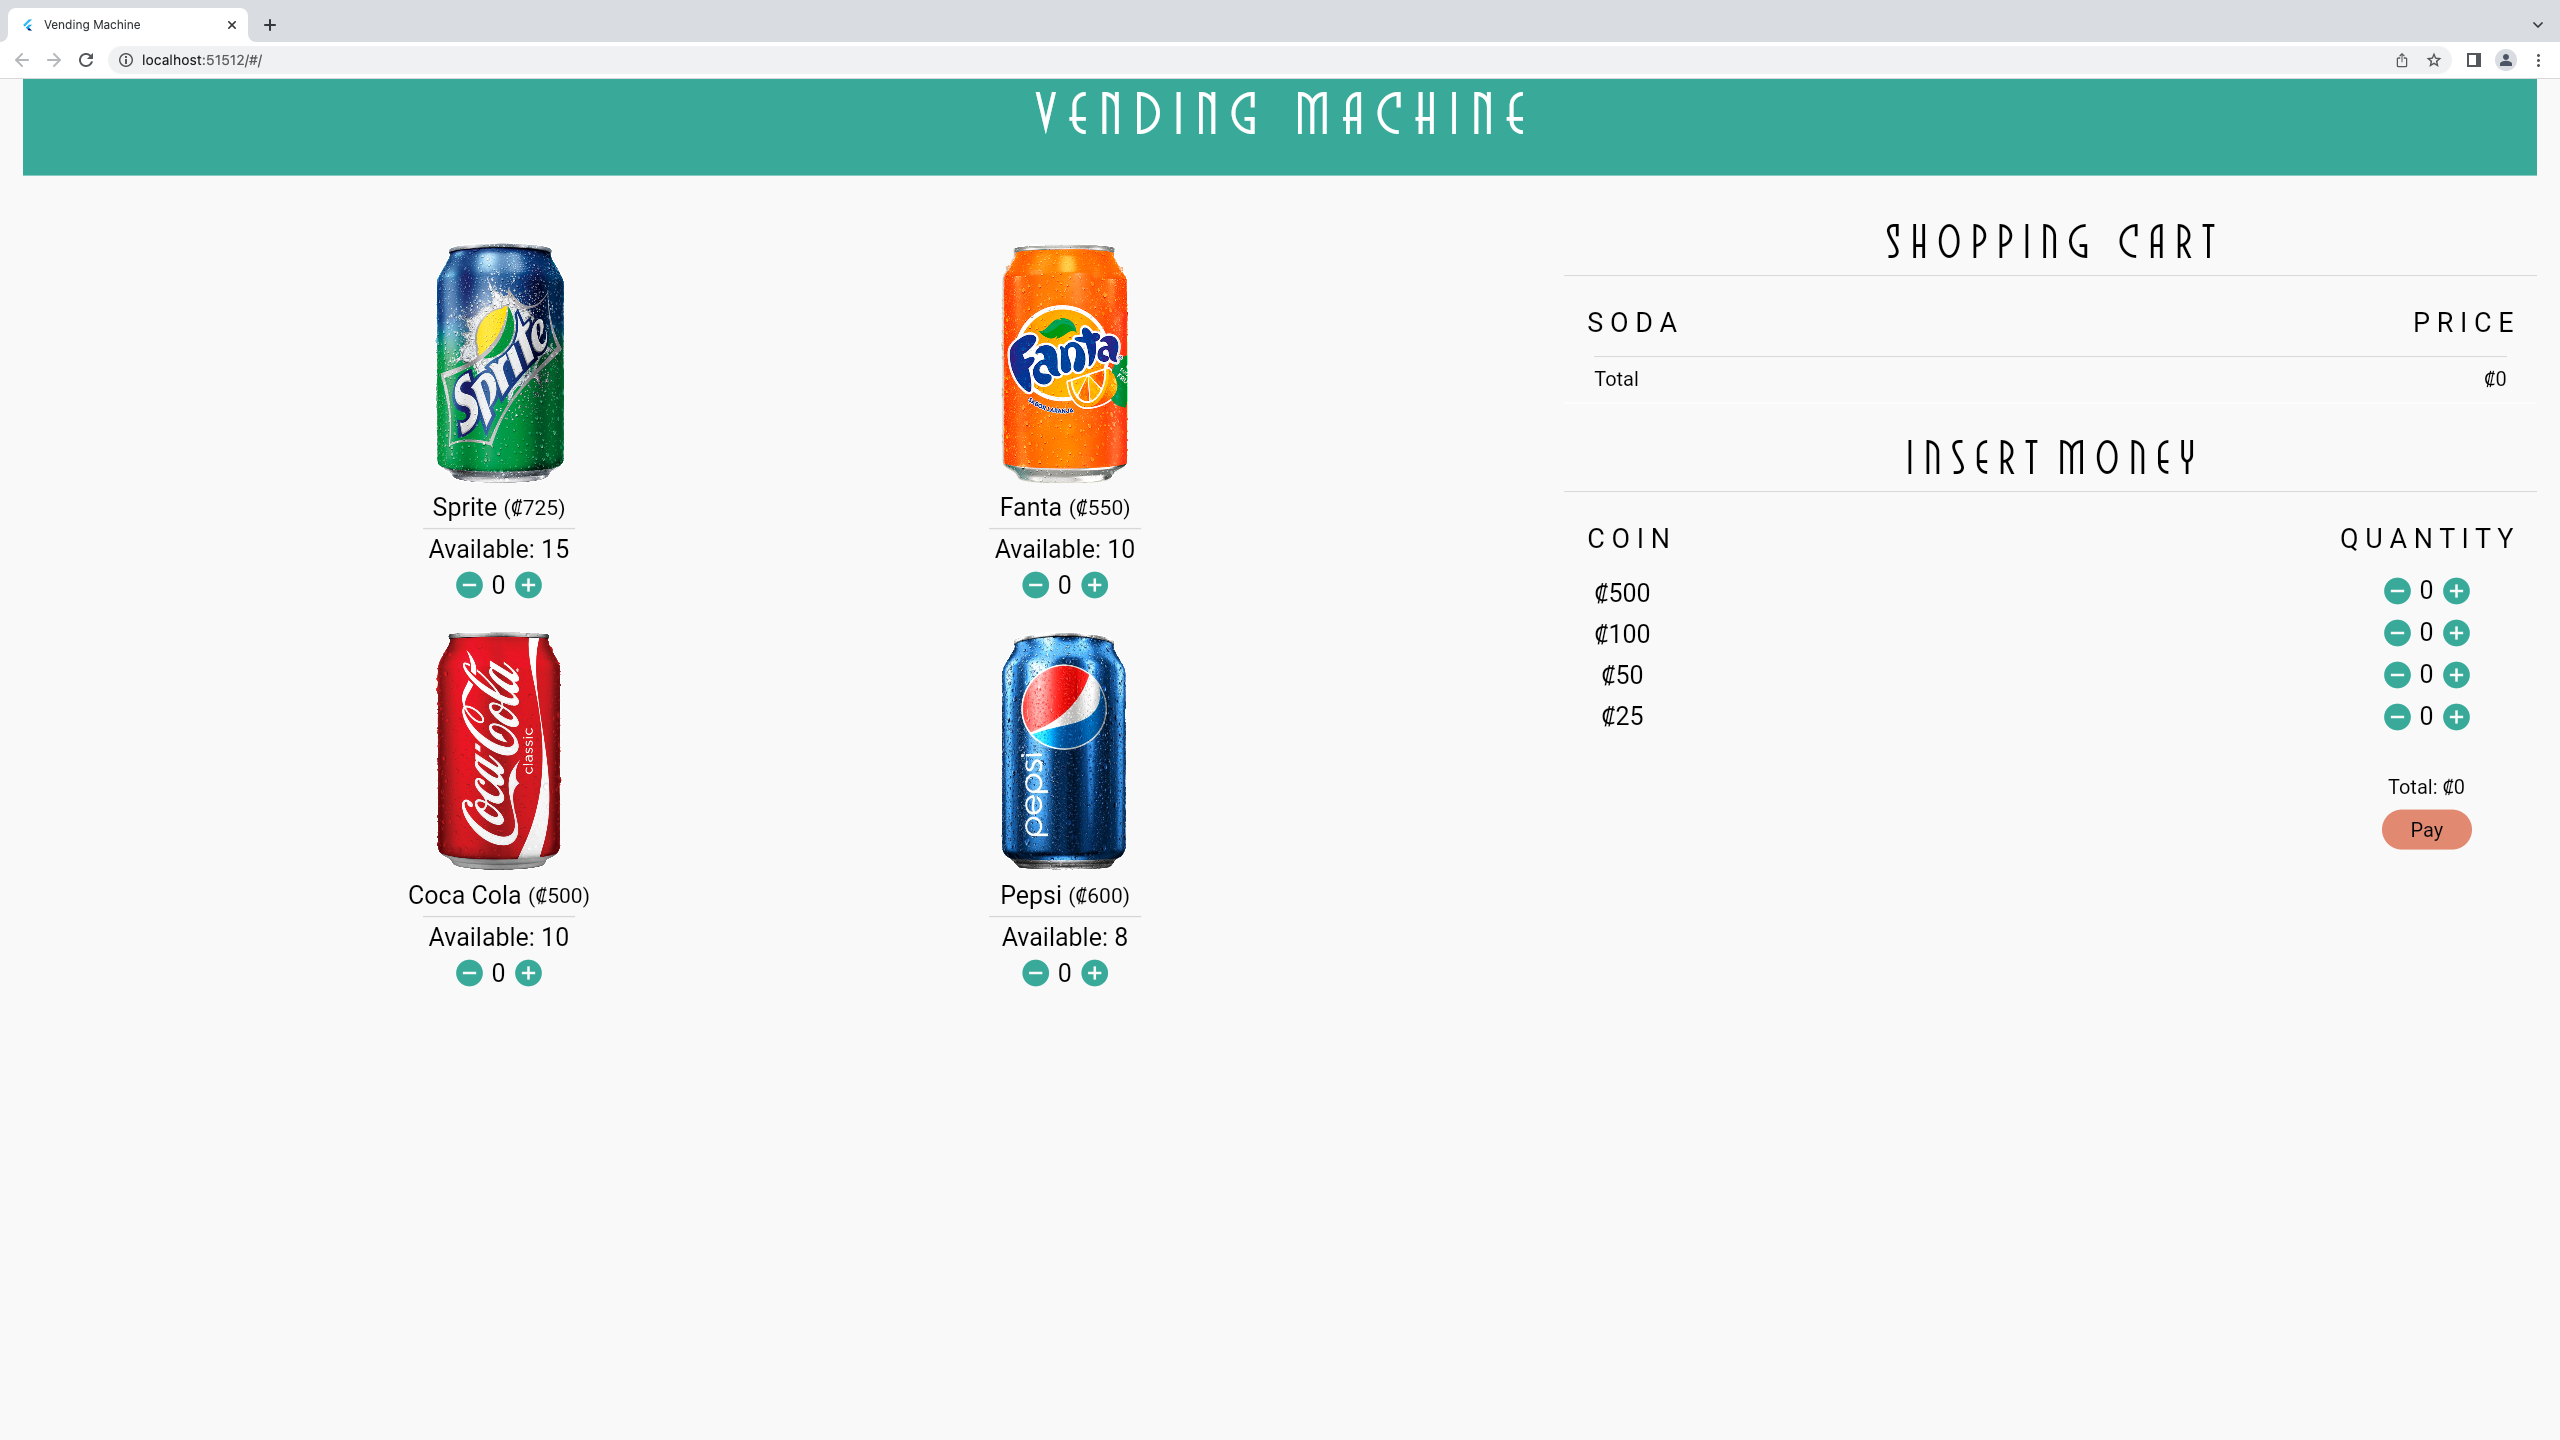 Vending Machine
localhost:51512/#/
VENDING MACHINE
Sprite
Sprite (₡725)
Available: 15
0
Fanta
SABOR LARANJA
Fanta (₡550)
Available: 10
0
Coca-Cola
classic
Coca Cola (₡500)
Available: 10
0
pepsi
Pepsi (₡600)
Available: 8
0
SHOPPING CART
SODA PRICE
Total ₡0
INSERT MONEY
COIN QUANTITY
₡500 0
₡100 0
₡50 0
₡25 0
Total: ₡0
Pay